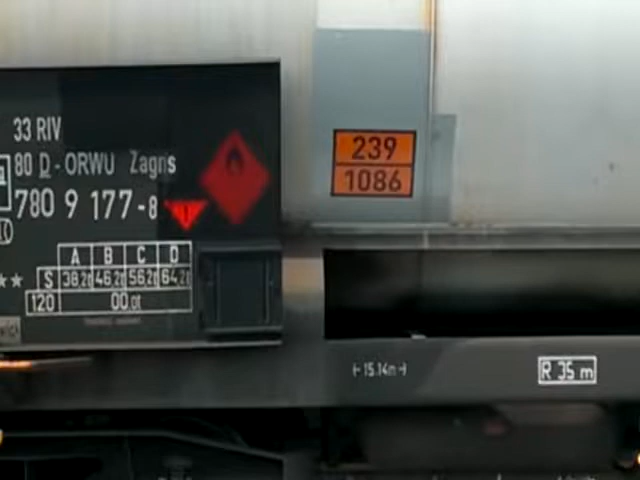 33 RIV
80 D - ORWU Zagns
780 9 177-8
A B C D
S 38,2t 46,2t 56,2t 64,2t
120 00,0t
239
1086
15.14m
R 35 m